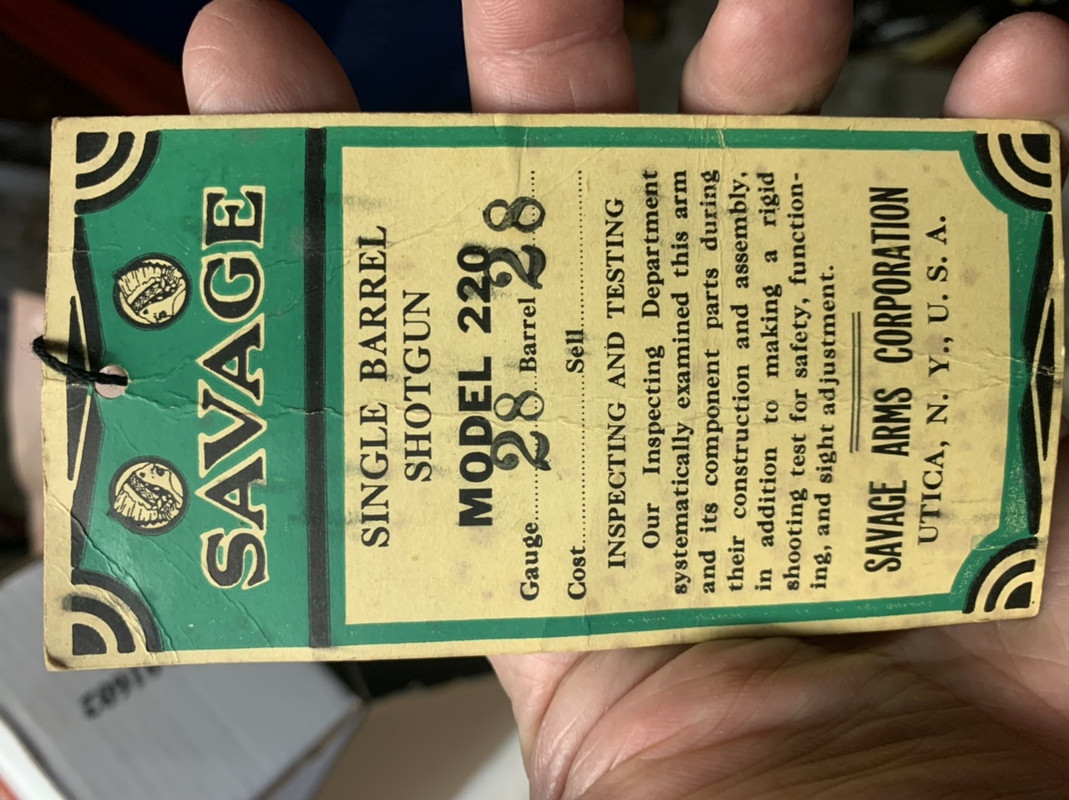 SAVAGE
SINGLE BARREL
SHOTGUN
MODEL 220
Gauge........28...Barrel 28...
Cost....................Sell....................
INSPECTING AND TESTING
Our Inspecting Department
systematically examined this arm
and its component parts during
their construction and assembly,
in addition to making a rigid
shooting test for safety, function-
ing, and sight adjustment.
SAVAGE ARMS CORPORATION
UTICA, N. Y., U. S. A.